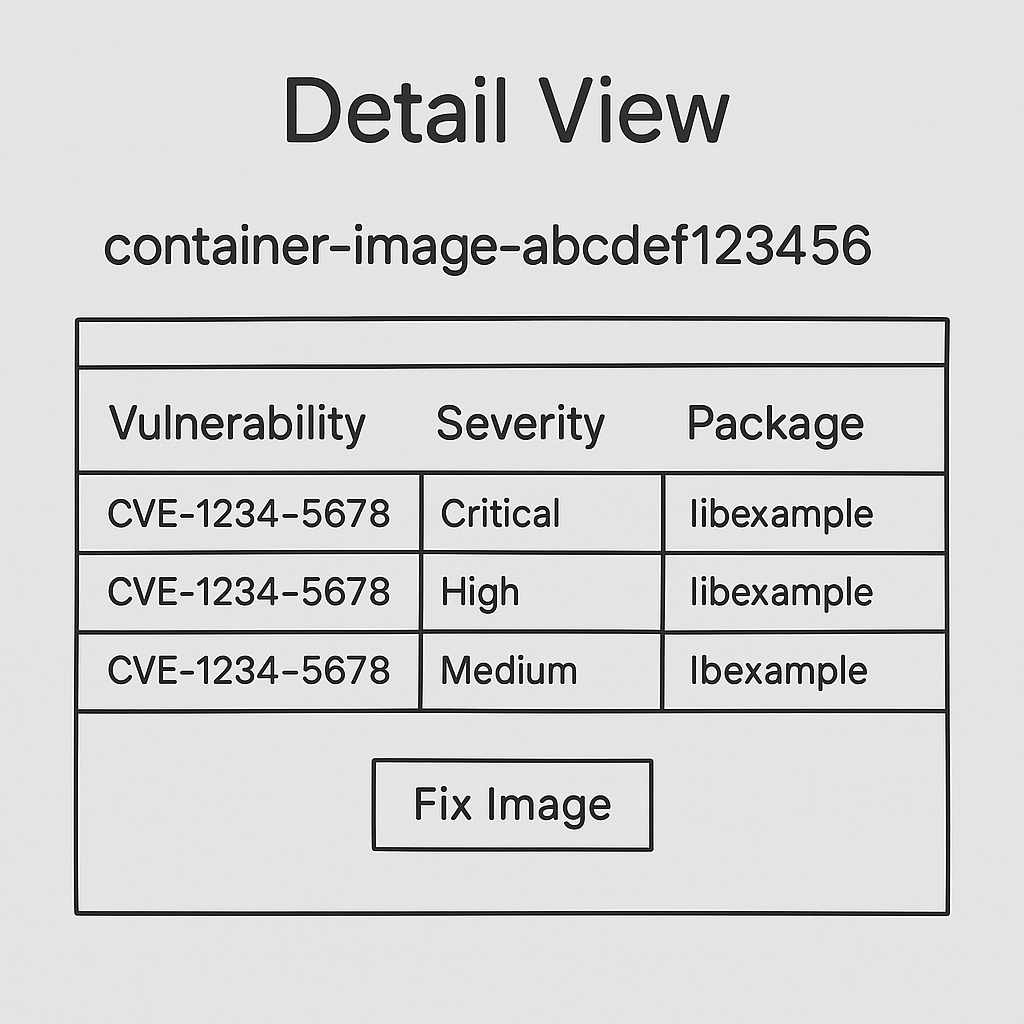 Detail View
container-image-abcdef123456
Vulnerability Severity Package
CVE-1234-5678 Critical libexample
CVE-1234-5678 High libexample
CVE-1234-5678 Medium lbexample
Fix Image